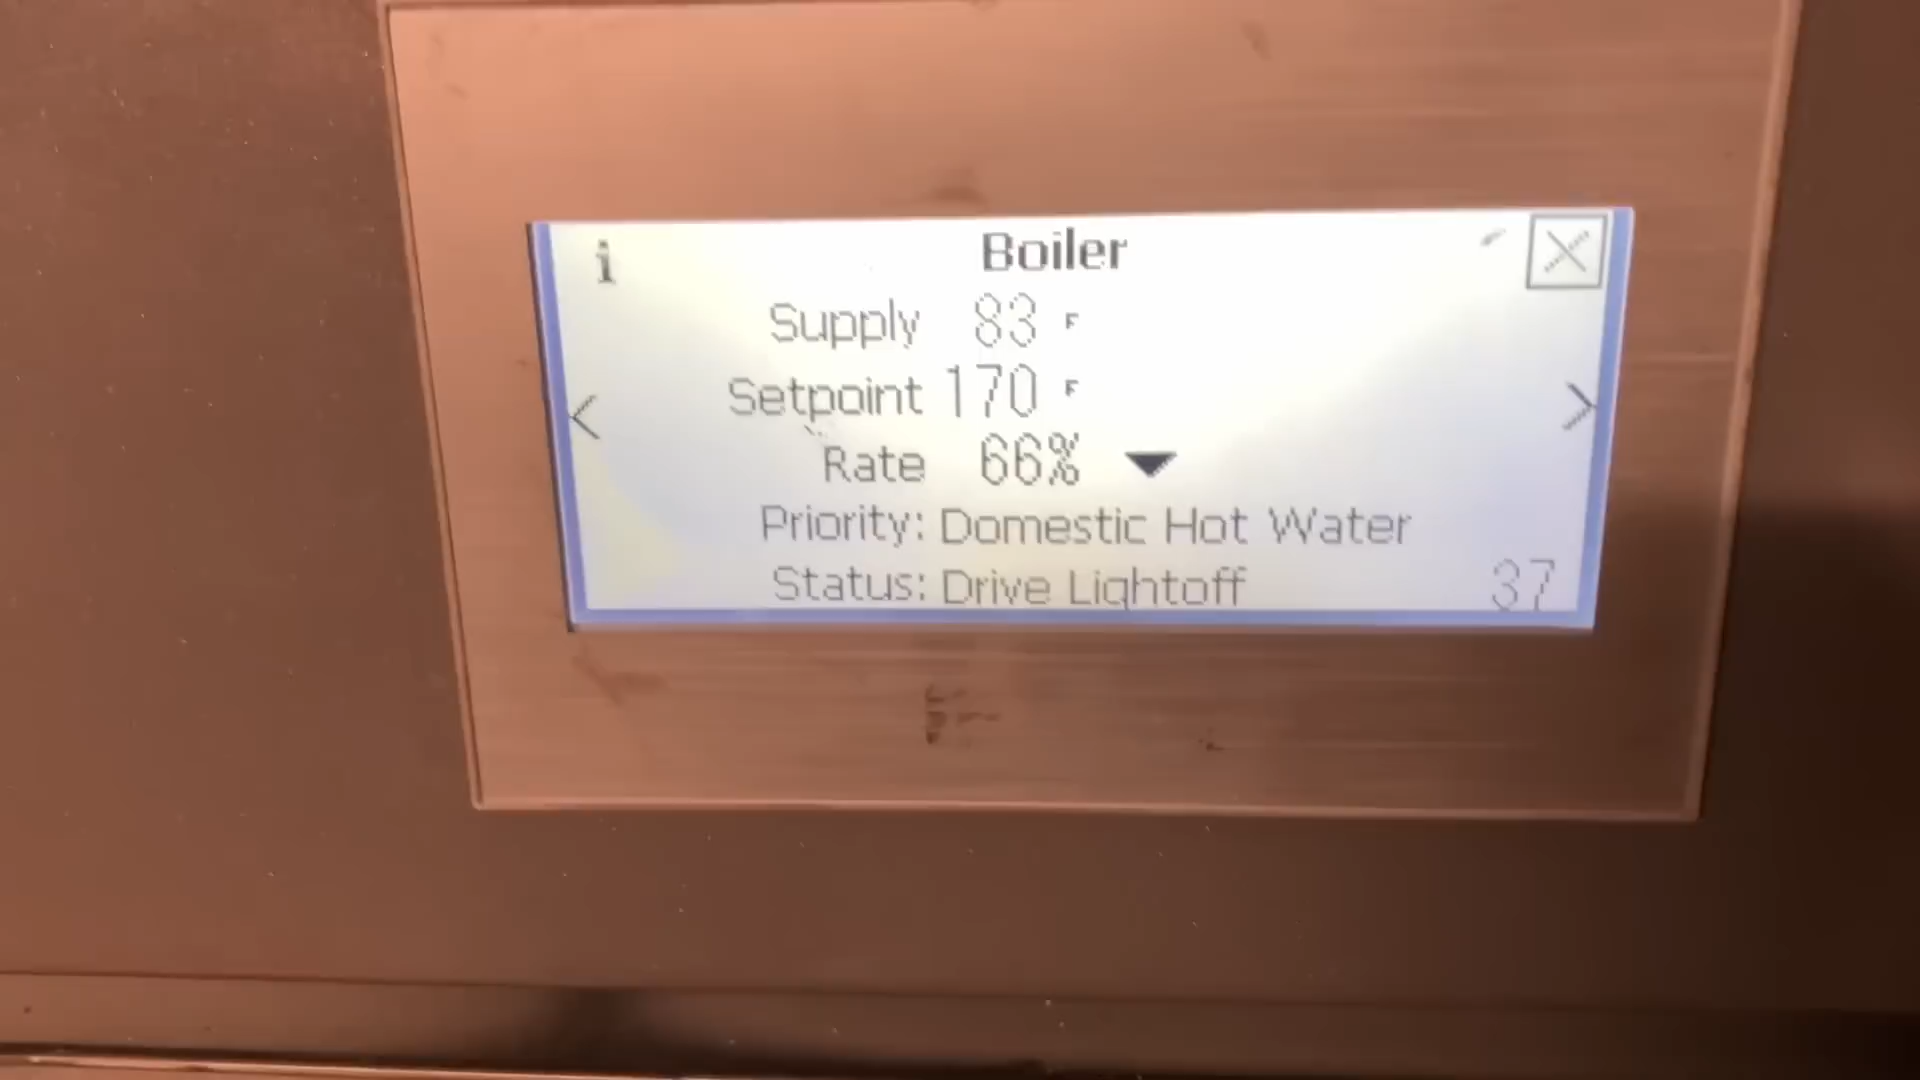 i Boiler
Supply 83 F
Setpoint 170 F
Rate 66%
Priority: Domestic Hot Water
Status: Drive Lightoff 37